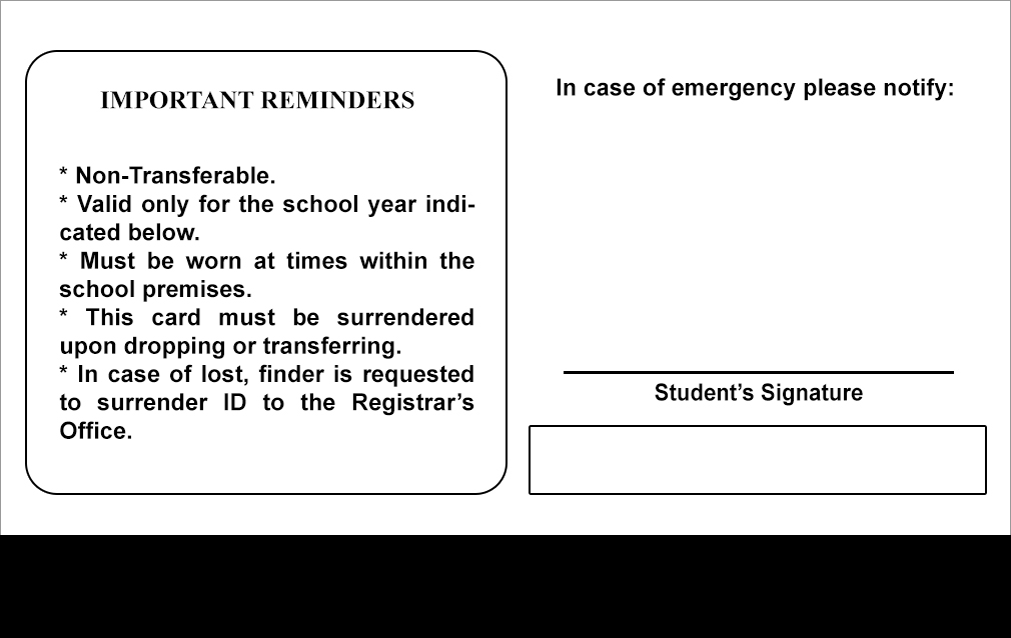 IMPORTANT REMINDERS
* Non-Transferable.
* Valid only for the school year indi-
cated below.
* Must be worn at times within the
school premises.
* This card must be surrendered
upon dropping or transferring.
* In case of lost, finder is requested
to surrender ID to the Registrar’s
Office.
In case of emergency please notify:
Student’s Signature